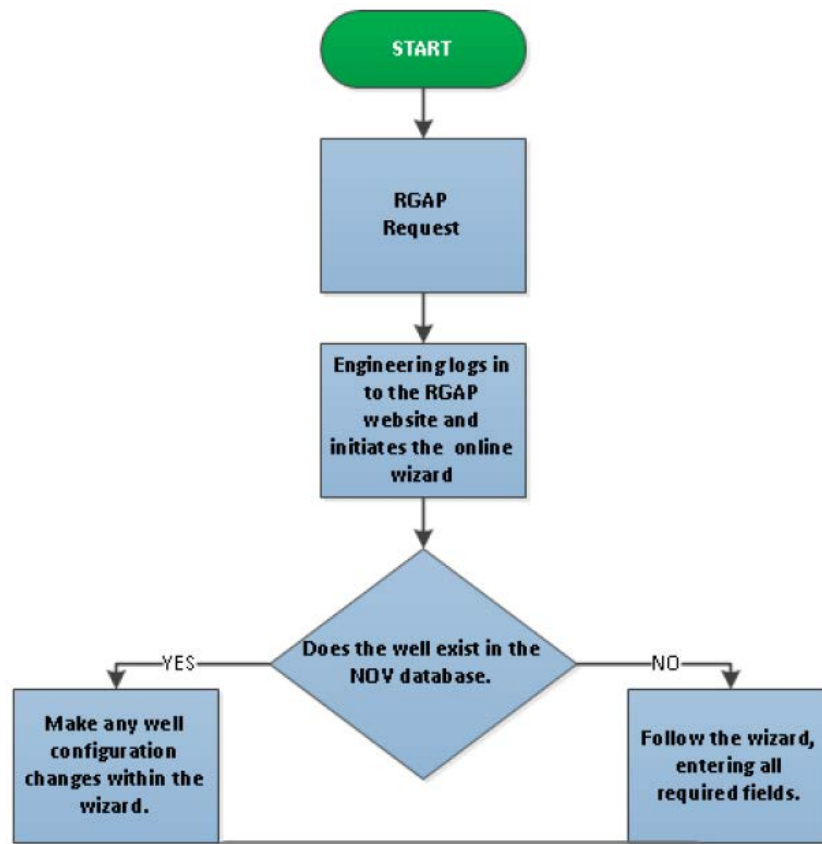 START
RGAP
Request
Engineering logs in
to the RGAP
website and
initiates the online
wizard
Does the well exist in the
NOV database.
YES
NO
Make any well
configuration
changes within the
wizard.
Follow the wizard,
entering all
required fields.